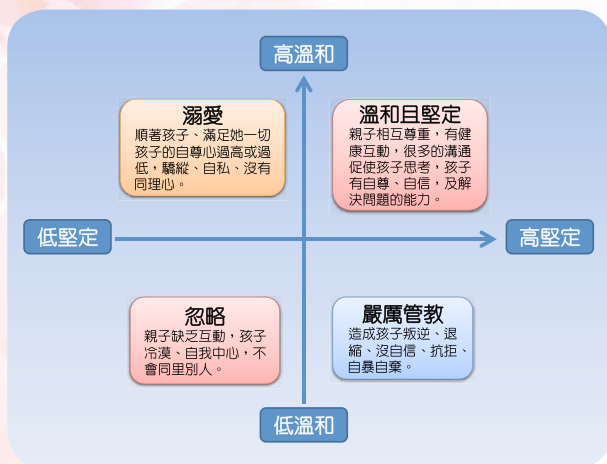 高溫和
溺愛
順著孩子、滿足她一切
孩子的自尊心過高或過
低，驕縱、自私、沒有
同理心。
溫和且堅定
親子相互尊重，有健
康互動，很多的溝通
促使孩子思考，孩子
有自尊、自信，及解
決問題的能力。
低堅定
高堅定
忽略
親子缺乏互動，孩子
冷漠、自我中心，不
會同里別人。
嚴厲管教
造成孩子叛逆、退
縮、沒自信、抗拒、
自暴自棄。
低溫和